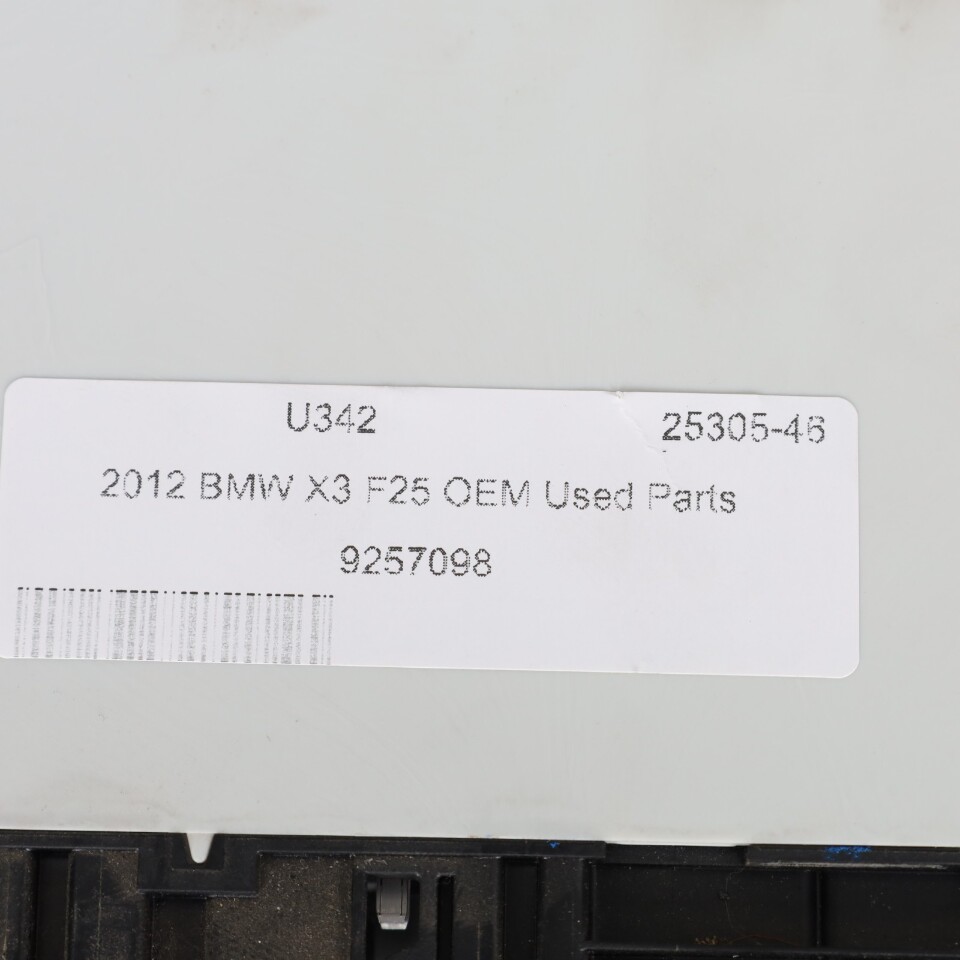 U342 25305-46
2012 BMW X3 F25 OEM Used Parts
9257098